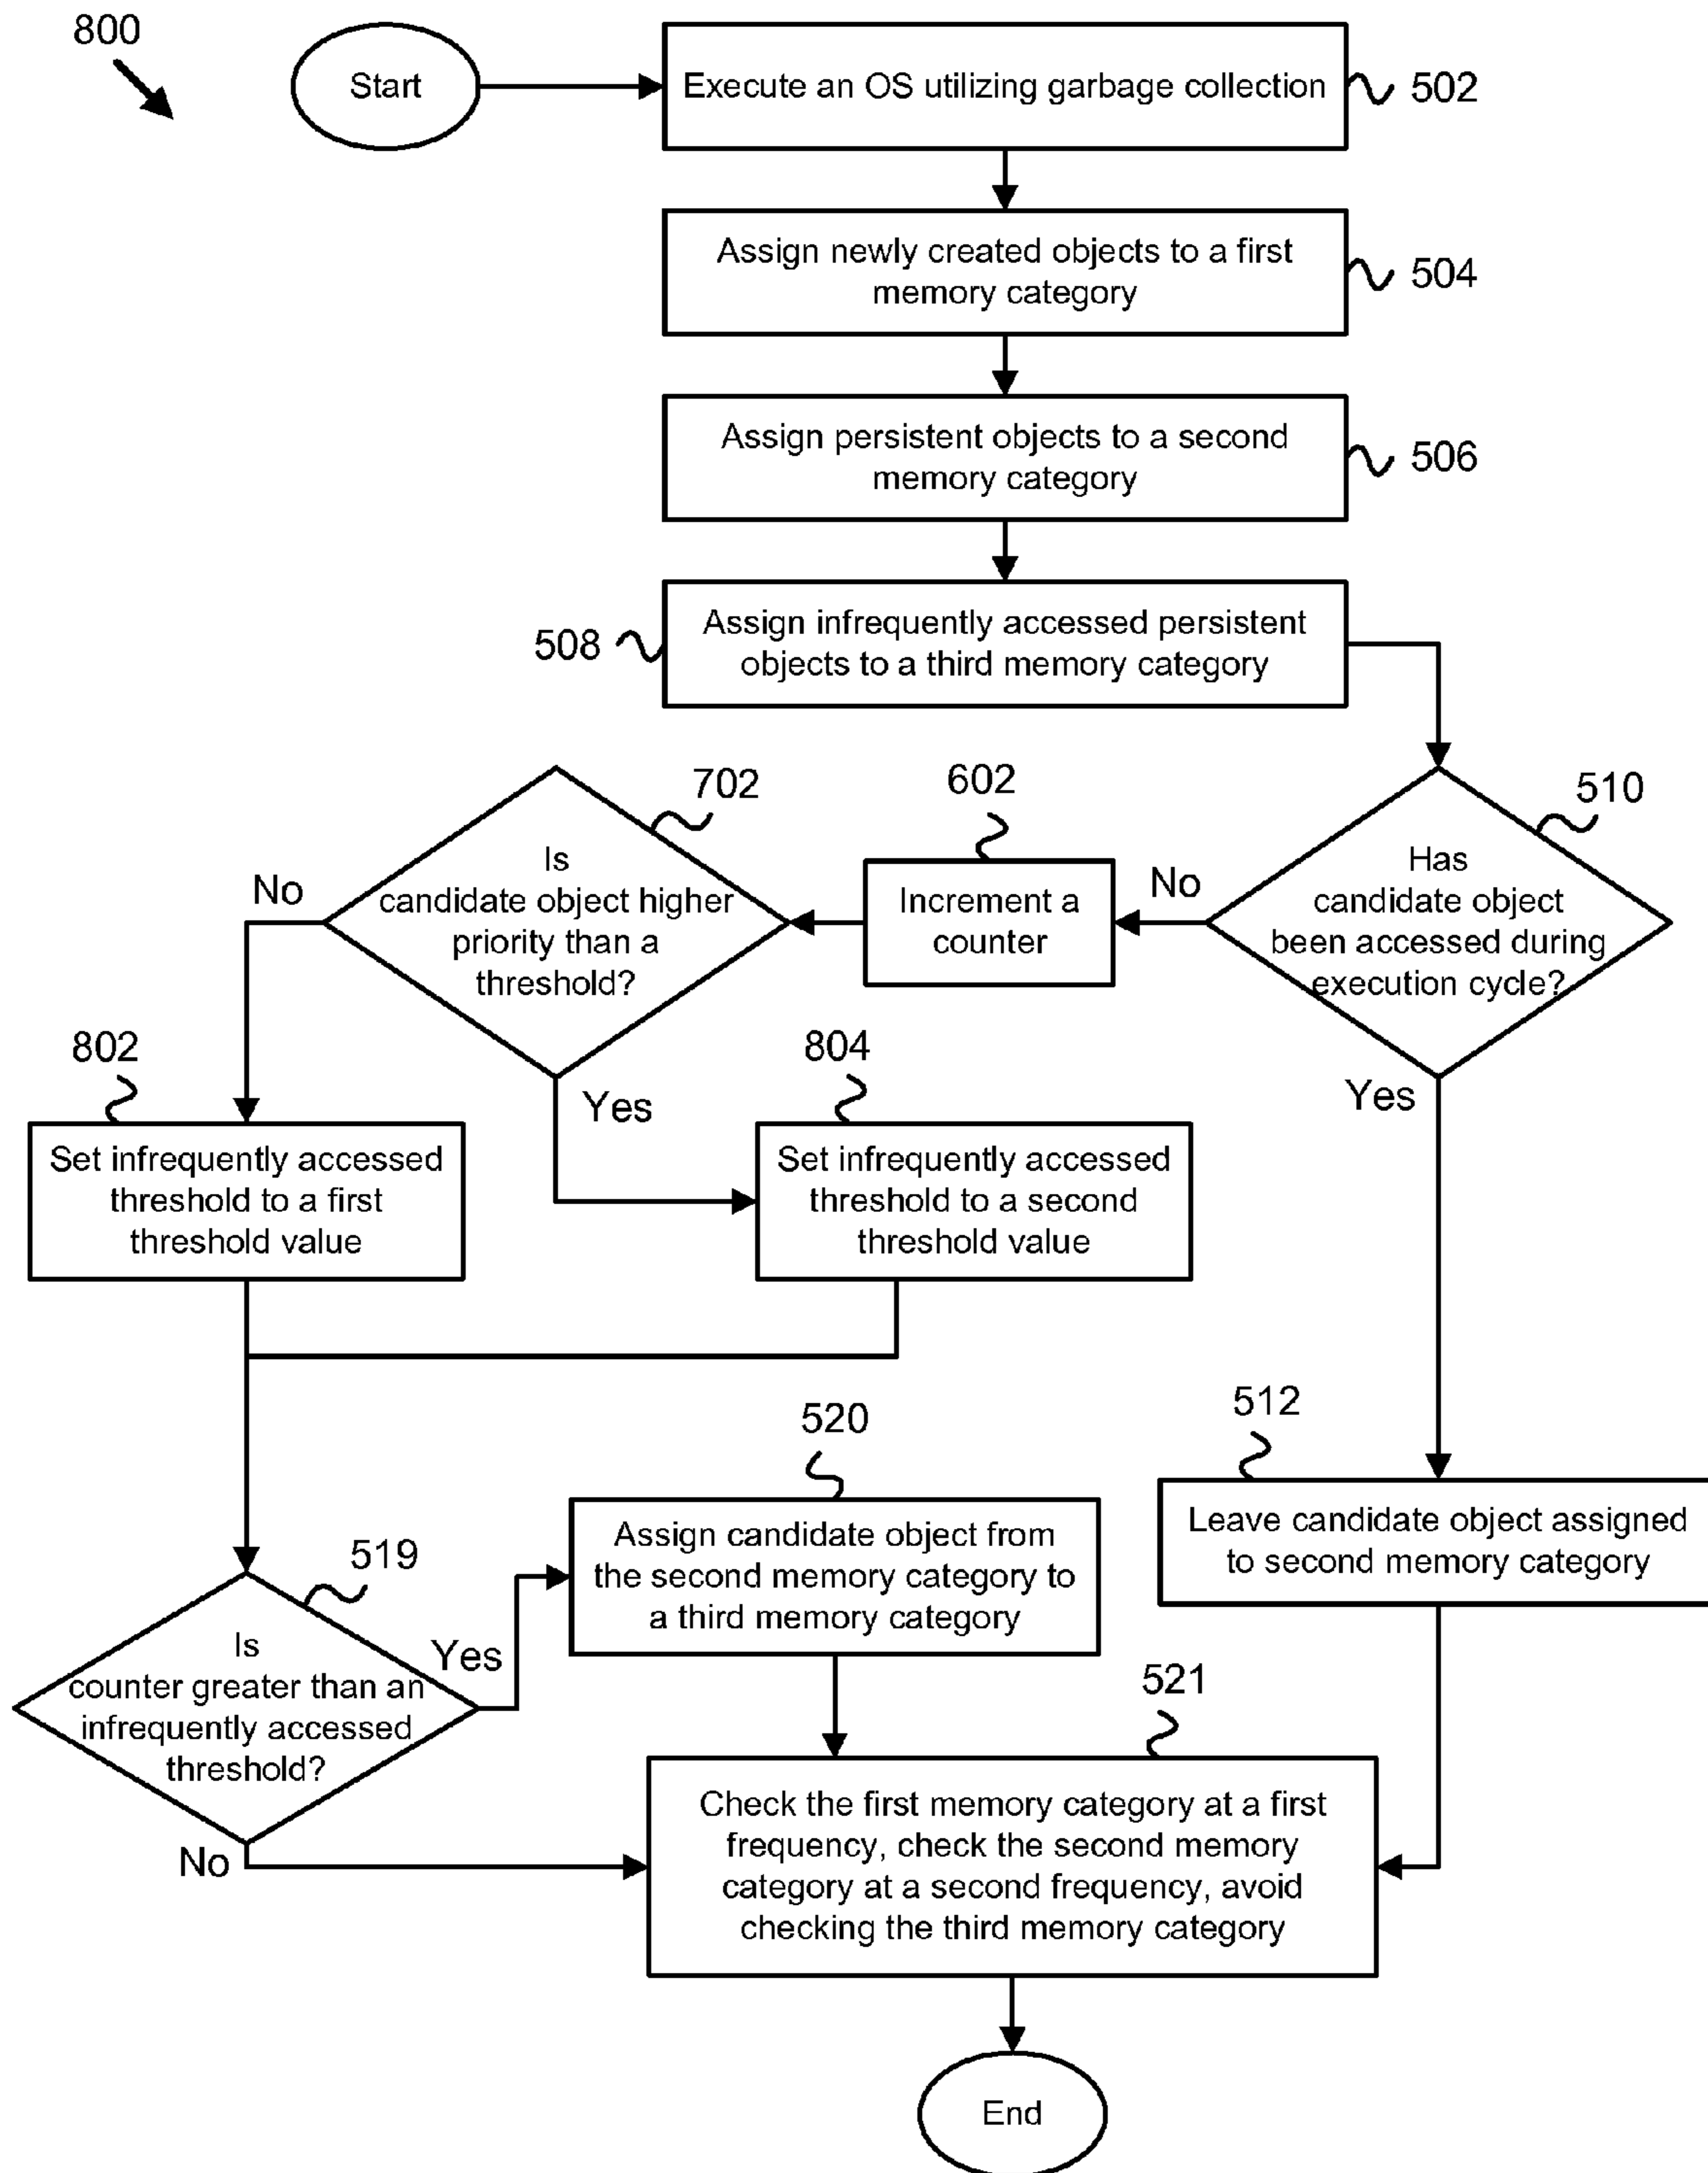 800
Start
Execute an OS utilizing garbage collection
502
Assign newly created objects to a first
memory category
504
Assign persistent objects to a second
memory category
506
508
Assign infrequently accessed persistent
objects to a third memory category
702
602
510
Is
candidate object higher
priority than a
threshold?
No
Increment a
counter
No
Has
candidate object
been accessed during
execution cycle?
802
804
Yes
Yes
Set infrequently accessed
threshold to a first
threshold value
Set infrequently accessed
threshold to a second
threshold value
520
512
Assign candidate object from
the second memory category to
a third memory category
Leave candidate object assigned
to second memory category
519
Is
counter greater than an
infrequently accessed
threshold?
Yes
521
No
Check the first memory category at a first
frequency, check the second memory
category at a second frequency, avoid
checking the third memory category
End